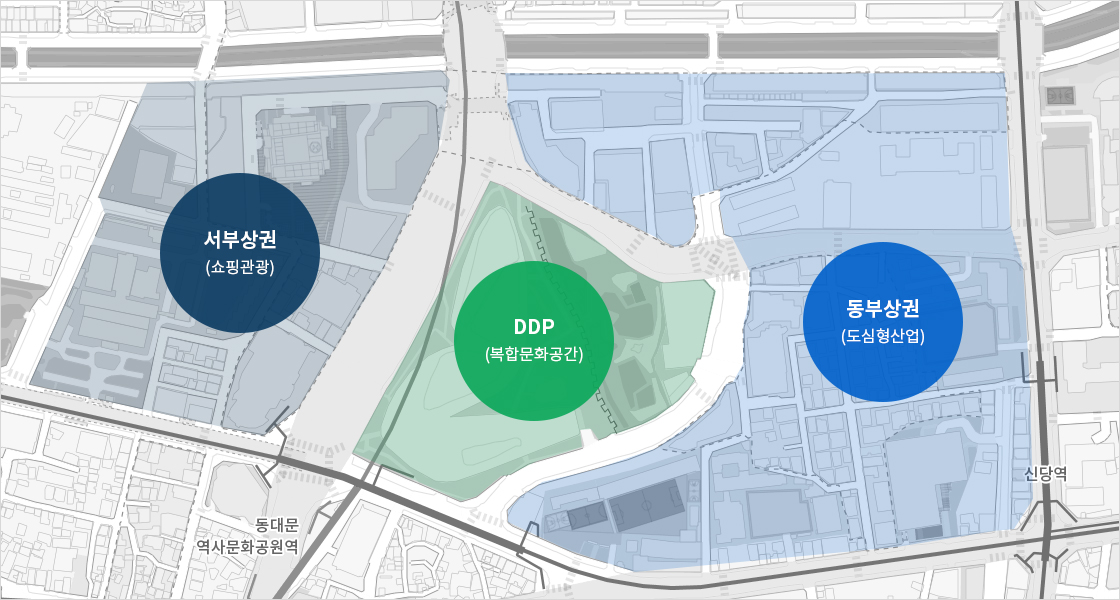 서부상권
(쇼핑관광)
DDP
(복합문화공간)
동부상권
(도심형산업)
신당역
동대문
역사문화공원역